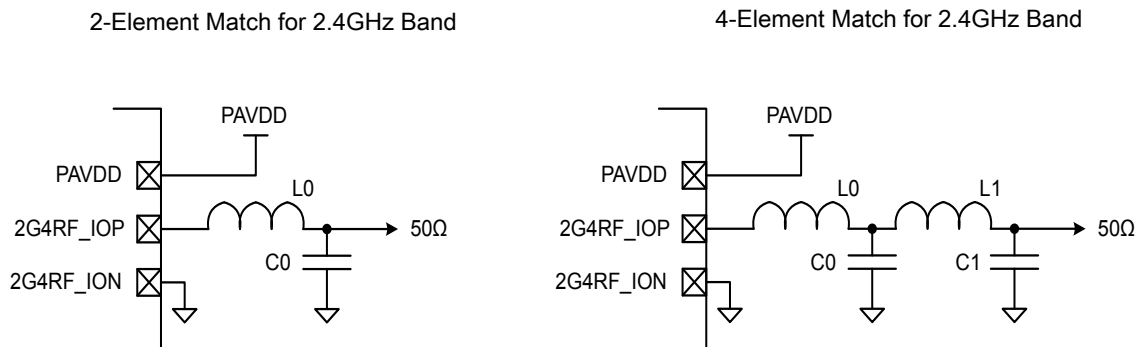 2-Element Match for 2.4GHz Band
PAVDD
PAVDD
L0
2G4RF_IOP
50Ω
C0
2G4RF_ION
4-Element Match for 2.4GHz Band
PAVDD
PAVDD
L0
L1
2G4RF_IOP
50Ω
C0
C1
2G4RF_ION